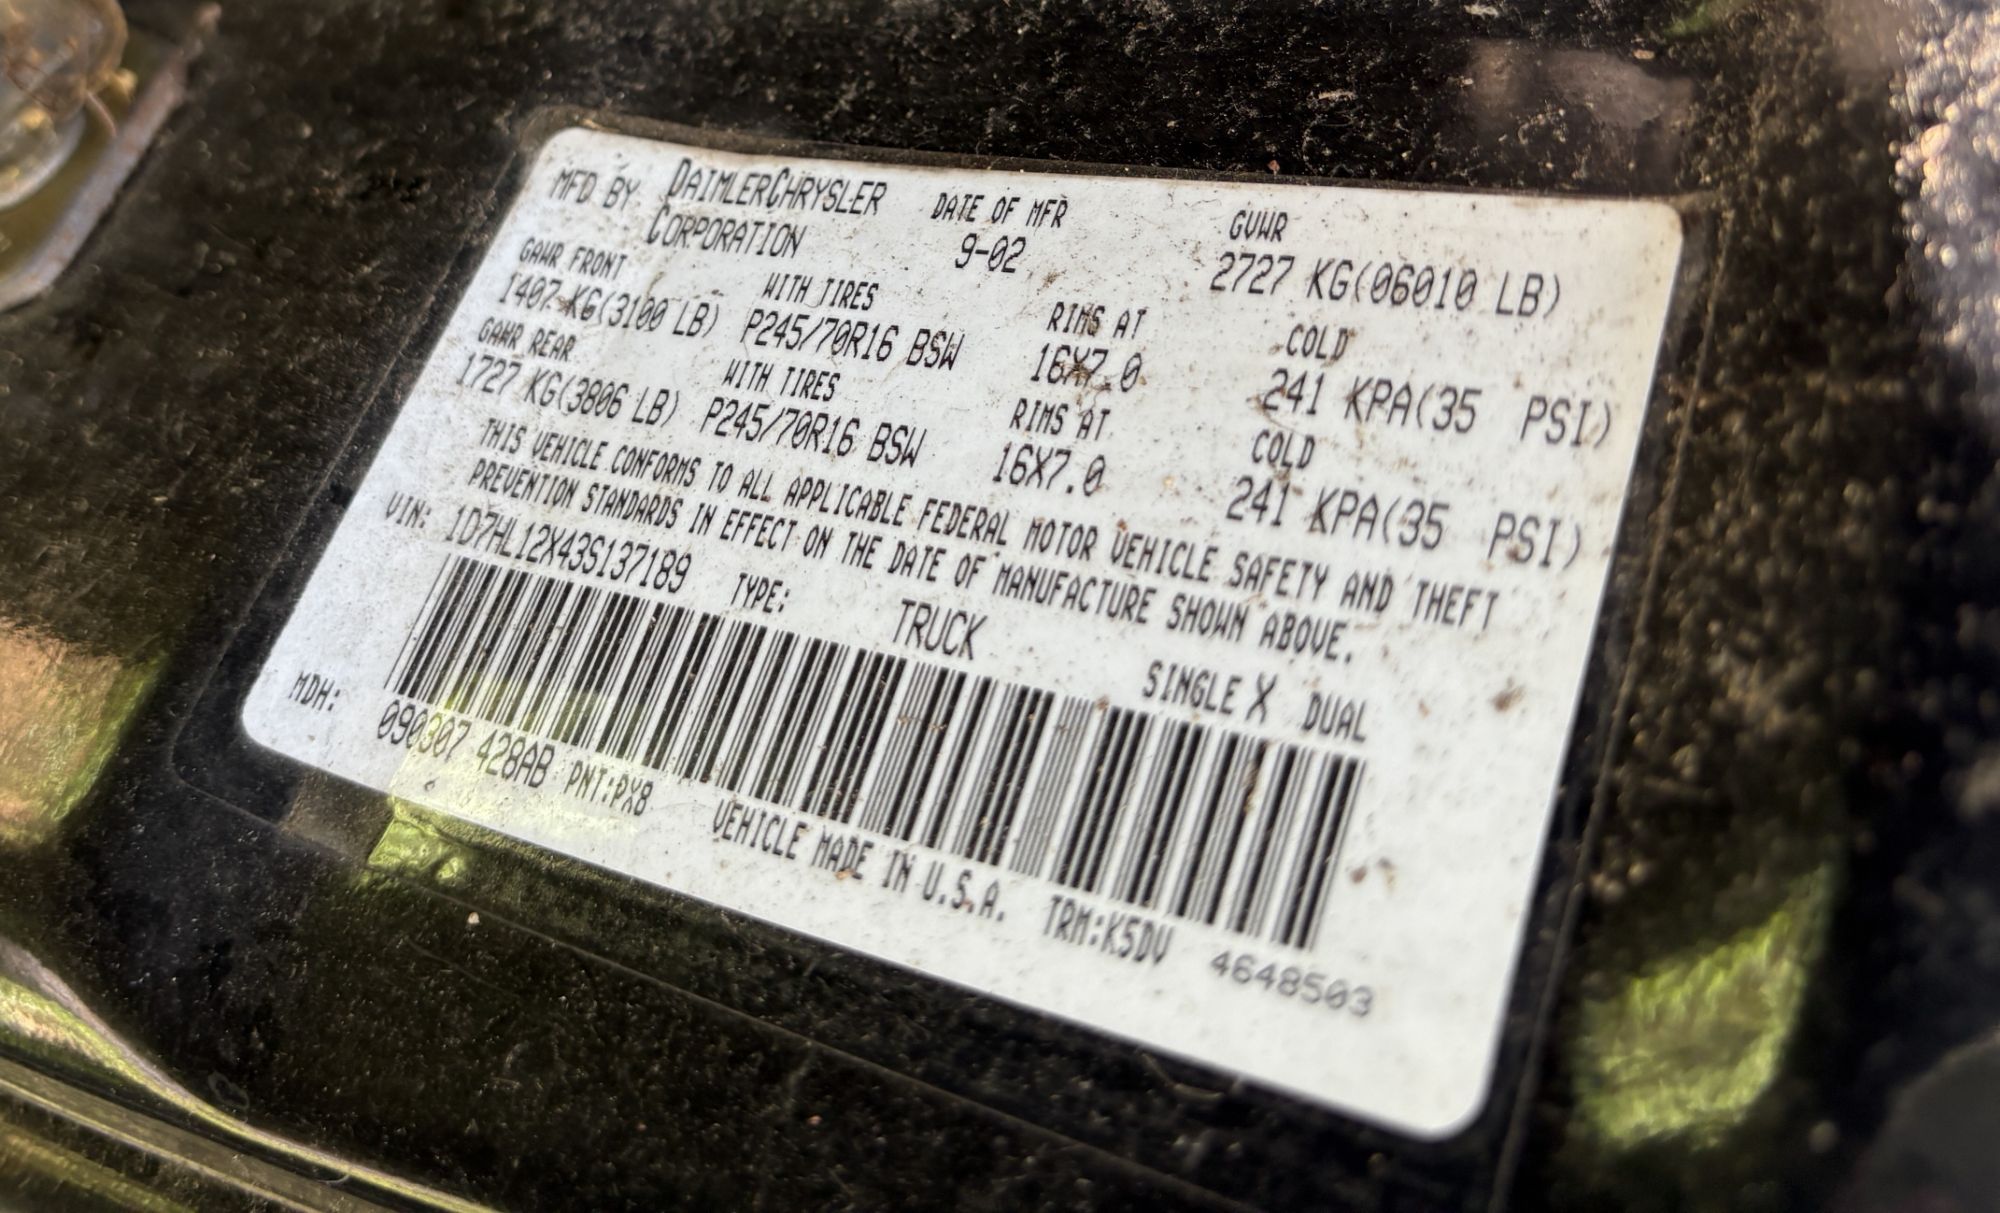 MFD BY DAIMLERCHRYSLER CORPORATION DATE OF MFR 9-02 GVWR 2727 KG(06010 LB)
GAWR FRONT WITH TIRES RIMS AT COLD
1407 KG(3100 LB) P245/70R16 BSW 16X7.0 241 KPA(35 PSI)
GAWR REAR WITH TIRES RIMS AT COLD
1727 KG(3806 LB) P245/70R16 BSW 16X7.0 241 KPA(35 PSI)
THIS VEHICLE CONFORMS TO ALL APPLICABLE FEDERAL MOTOR VEHICLE SAFETY AND THEFT
PREVENTION STANDARDS IN EFFECT ON THE DATE OF MANUFACTURE SHOWN ABOVE.
VIN: 1D7HL12X43S137189 TYPE: TRUCK SINGLE X DUAL
MDH: 090307 428AB PNT:PX8 VEHICLE MADE IN U.S.A. TRM:K5DV 4648503